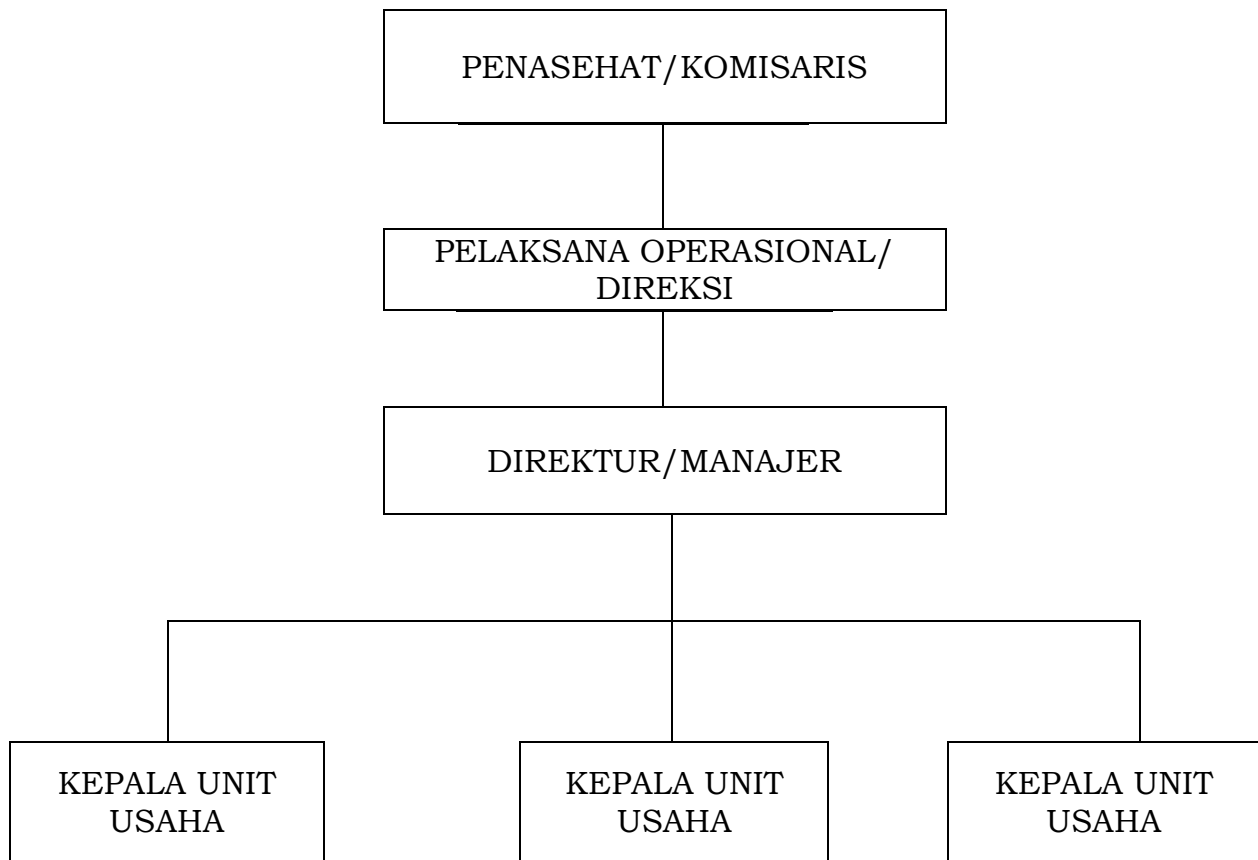 PENASEHAT/KOMISARIS
PELAKSANA OPERASIONAL/
DIREKSI
DIREKTUR/MANAJER
KEPALA UNIT
USAHA
KEPALA UNIT
USAHA
KEPALA UNIT
USAHA